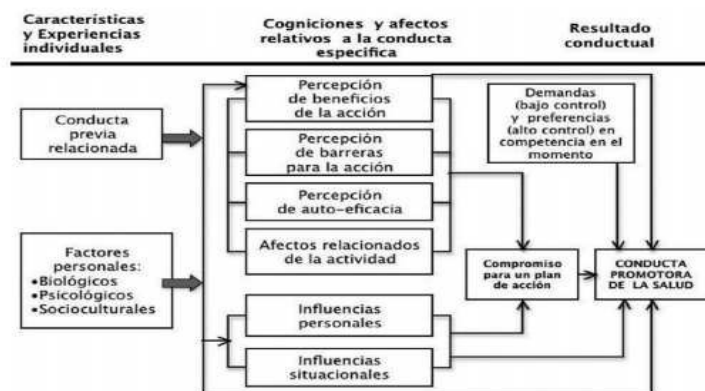 Características
y Experiencias
individuales
Cogniciones y afectos
relativos a la conducta
especifica
Resultado
conductual
Conducta
previa
relacionada
Factores
personales:
•Biológicos
•Psicológicos
•Socioculturales
Percepción
de beneficios
de la acción
Percepción
de barreras
para la acción
Percepción
de auto-eficacia
Afectos relacionados
de la actividad
Influencias
personales
Influencias
situacionales
Demandas
(bajo control)
y preferencias
(alto control) en
competencia en el
momento
Compromiso
para un plan
de acción
CONDUCTA
PROMOTORA
DE LA SALUD